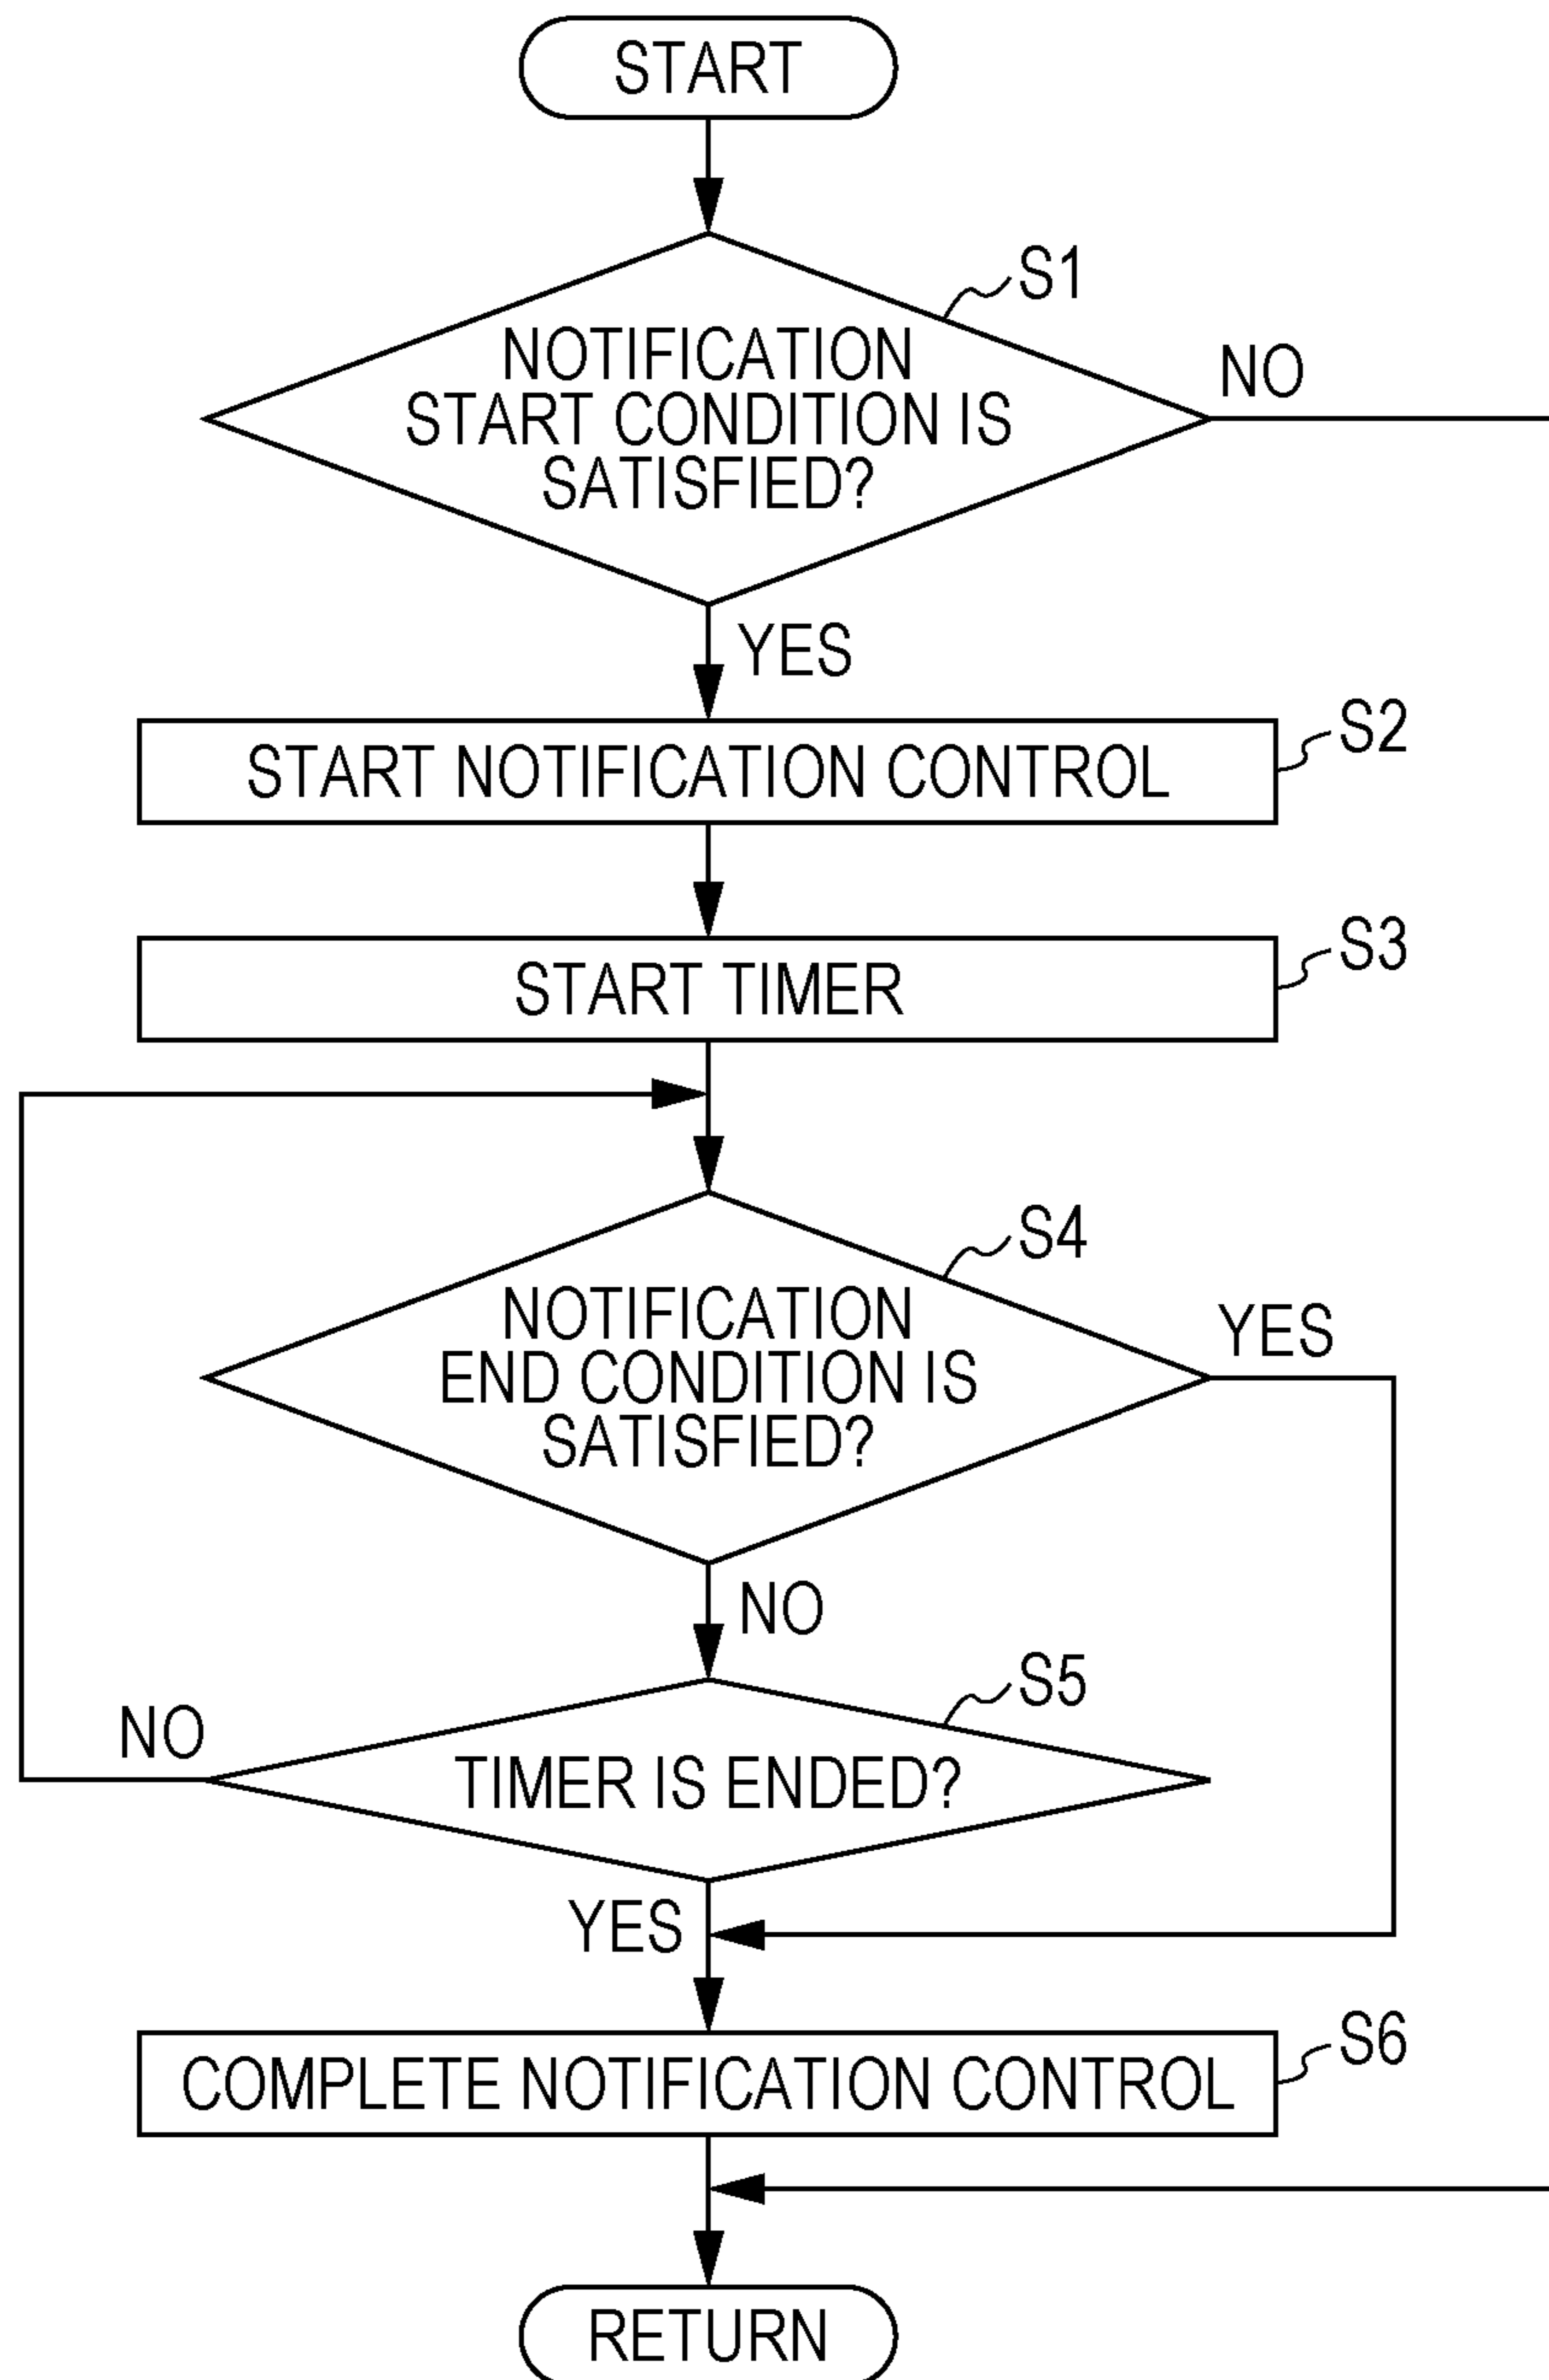 START
S1
NOTIFICATION
START CONDITION IS
SATISFIED?
NO
YES
START NOTIFICATION CONTROL
S2
START TIMER
S3
S4
NOTIFICATION
END CONDITION IS
SATISFIED?
YES
NO
S5
NO
TIMER IS ENDED?
YES
COMPLETE NOTIFICATION CONTROL
S6
RETURN